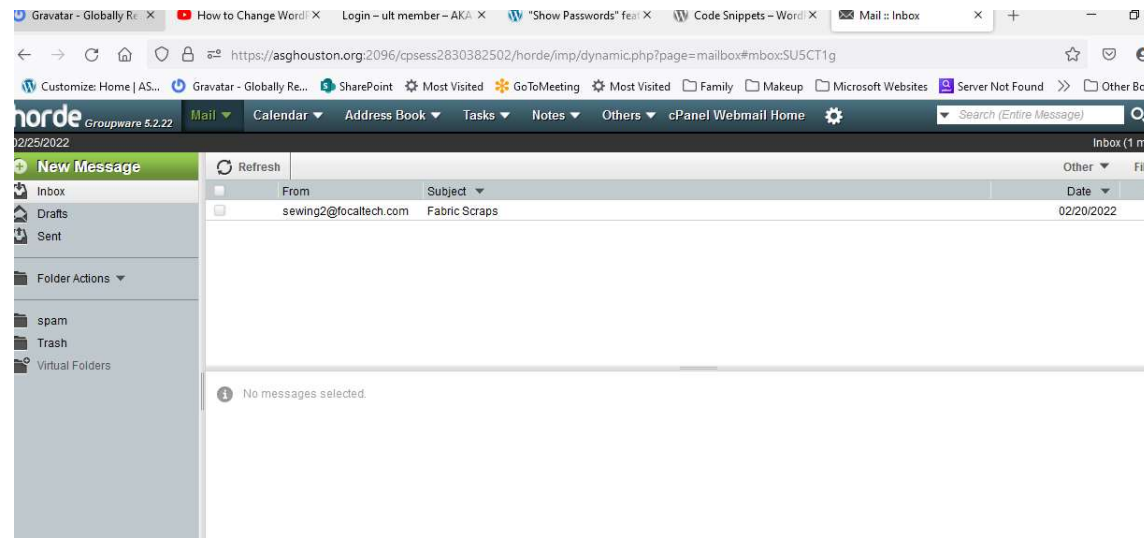 Gravatar - Globally Re How to Change WordP Login – ult member – AKA "Show Passwords" feat Code Snippets – Word Mail :: Inbox
https://asghouston.org:2096/cpsess2830382502/horde/imp/dynamic.php?page=mailbox#mbox:SU5CT1g
Customize: Home | AS... Gravatar - Globally Re... SharePoint Most Visited GoToMeeting Most Visited Family Makeup Microsoft Websites Server Not Found Other Bo
horde Groupware 5.2.22 Mail Calendar Address Book Tasks Notes Others cPanel Webmail Home Search (Entire Message)
02/25/2022 Inbox (1 m
New Message Refresh Other Fil
Inbox From Subject Date
Drafts sewing2@focaltech.com Fabric Scraps 02/20/2022
Sent
Folder Actions
spam
Trash
Virtual Folders
No messages selected.